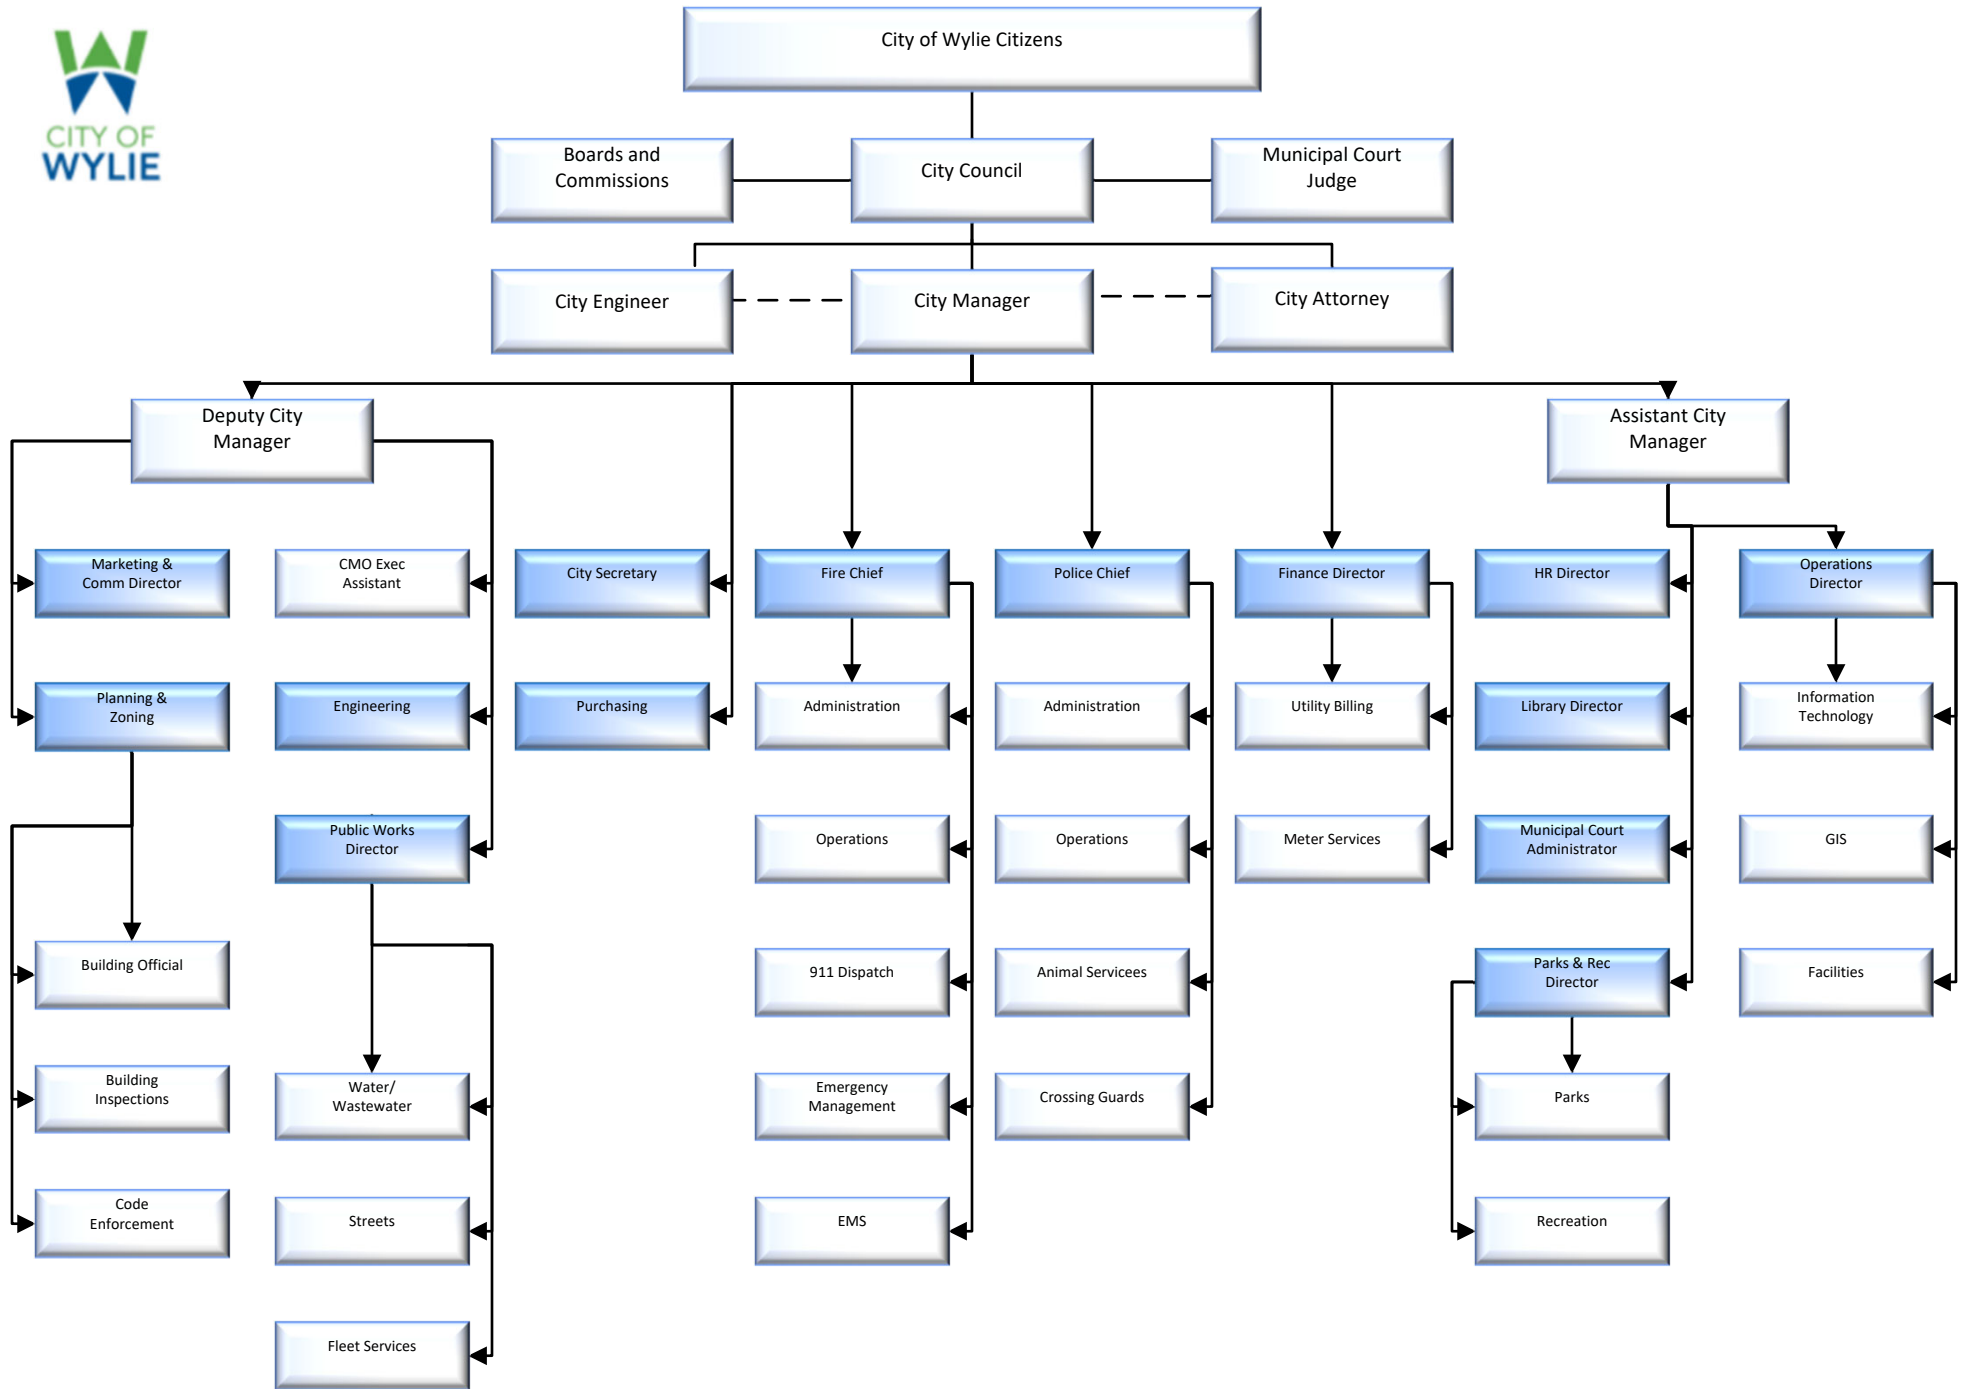 CITY OF
WYLIE
City of Wylie Citizens
Boards and
Commissions
City Council
Municipal Court
Judge
City Engineer
City Manager
City Attorney
Deputy City
Manager
Assistant City
Manager
Marketing &
Comm Director
CMO Exec
Assistant
City Secretary
Fire Chief
Police Chief
Finance Director
HR Director
Operations
Director
Planning &
Zoning
Engineering
Purchasing
Administration
Administration
Utility Billing
Library Director
Information
Technology
Public Works
Director
Operations
Operations
Meter Services
Municipal Court
Administrator
GIS
Building Official
911 Dispatch
Animal Servicees
Parks & Rec
Director
Facilities
Building
Inspections
Water/
Wastewater
Emergency
Management
Crossing Guards
Parks
Code
Enforcement
Streets
EMS
Recreation
Fleet Services